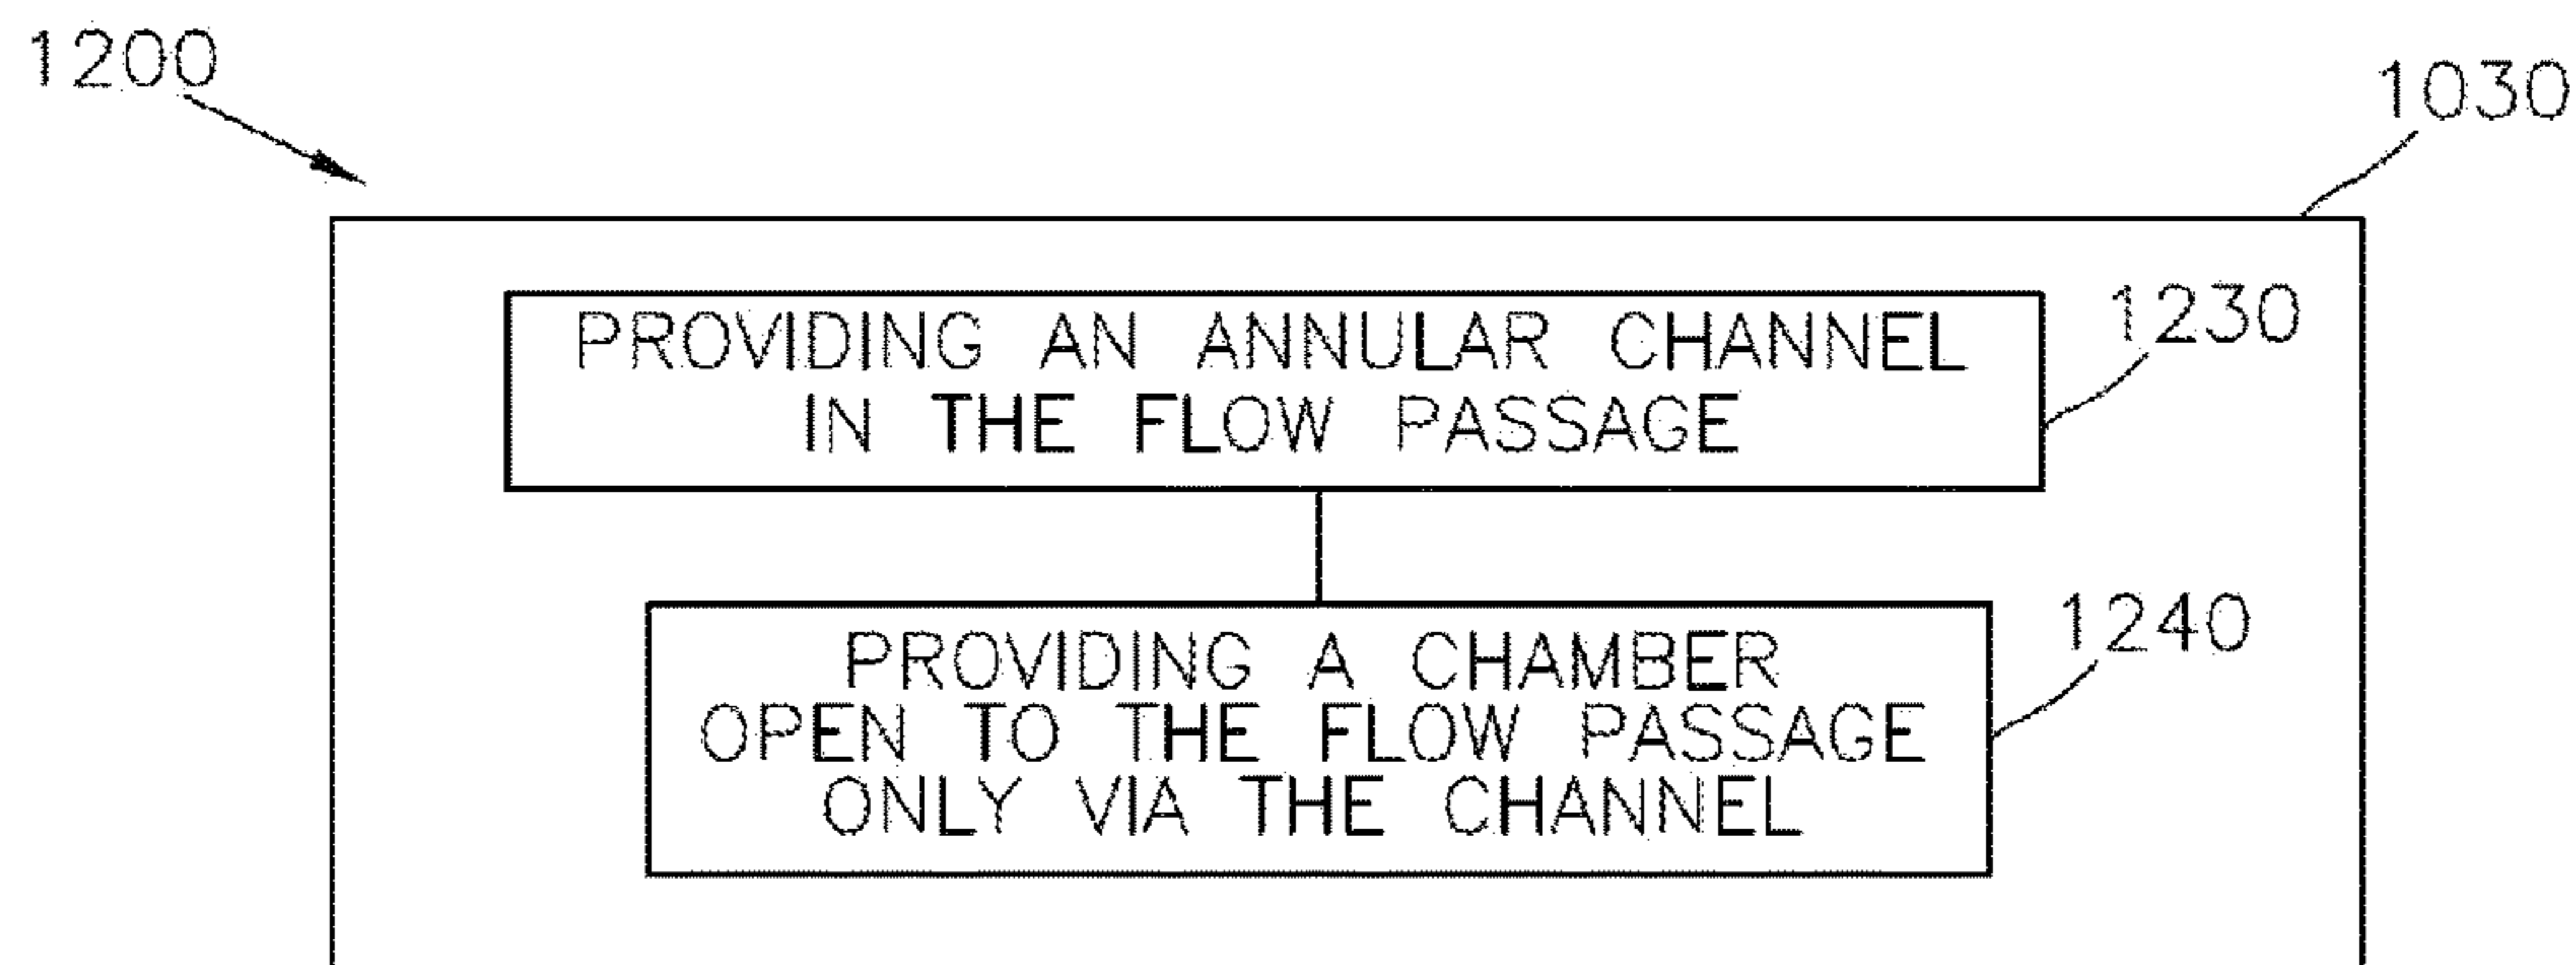 1200
1030
PROVIDING AN ANNULAR CHANNEL
IN THE FLOW PASSAGE
1230
PROVIDING A CHAMBER
OPEN TO THE FLOW PASSAGE
ONLY VIA THE CHANNEL
1240